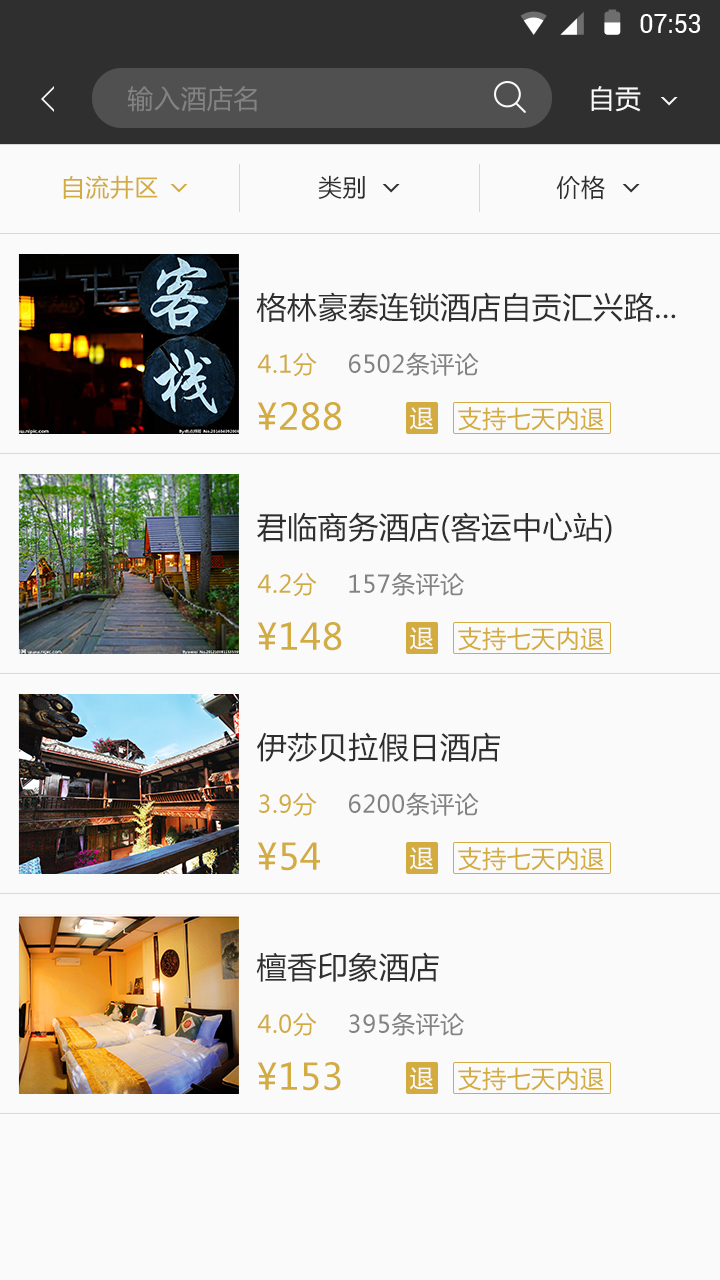 07:53
输入酒店名
自贡
自流井区
类别
价格
客栈
格林豪泰连锁酒店自贡汇兴路...
4.1分 6502条评论
¥288 退 支持七天内退
君临商务酒店(客运中心站)
4.2分 157条评论
¥148 退 支持七天内退
伊莎贝拉假日酒店
3.9分 6200条评论
¥54 退 支持七天内退
檀香印象酒店
4.0分 395条评论
¥153 退 支持七天内退